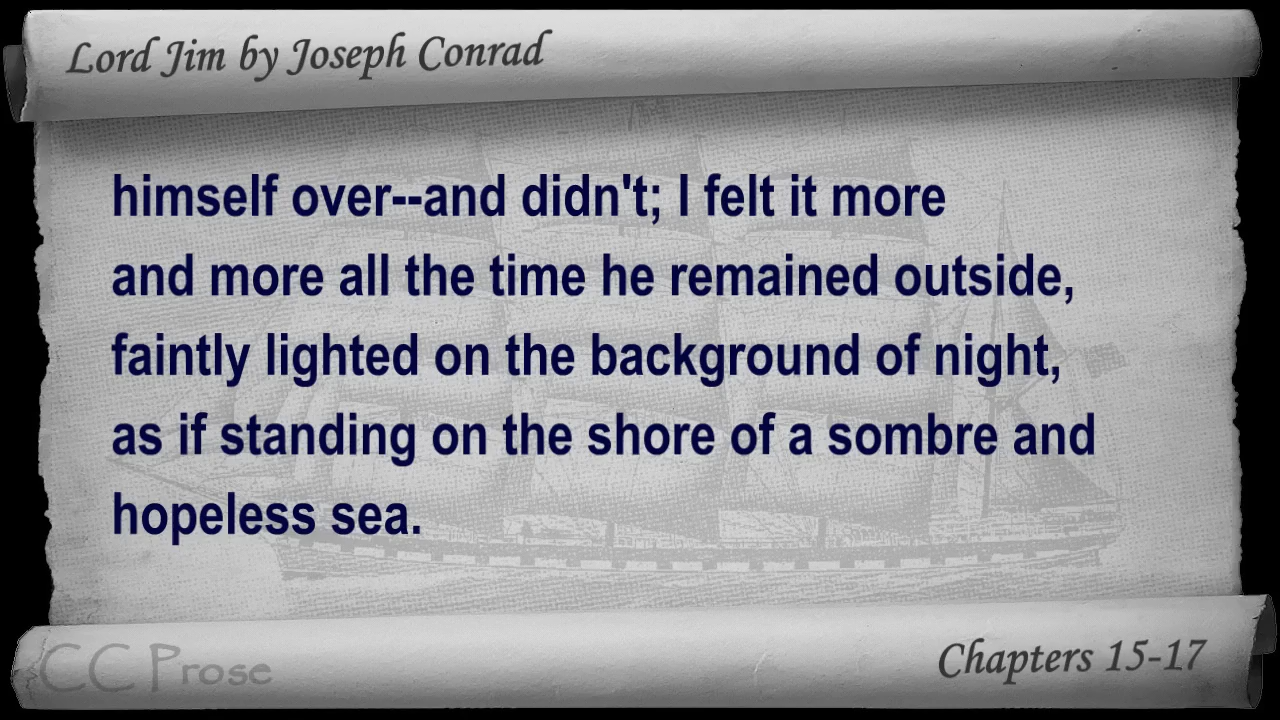 Lord Jim by Joseph Conrad
himself over--and didn't; I felt it more
and more all the time he remained outside,
faintly lighted on the background of night,
as if standing on the shore of a sombre and
hopeless sea.
CC Prose
Chapters 15-17